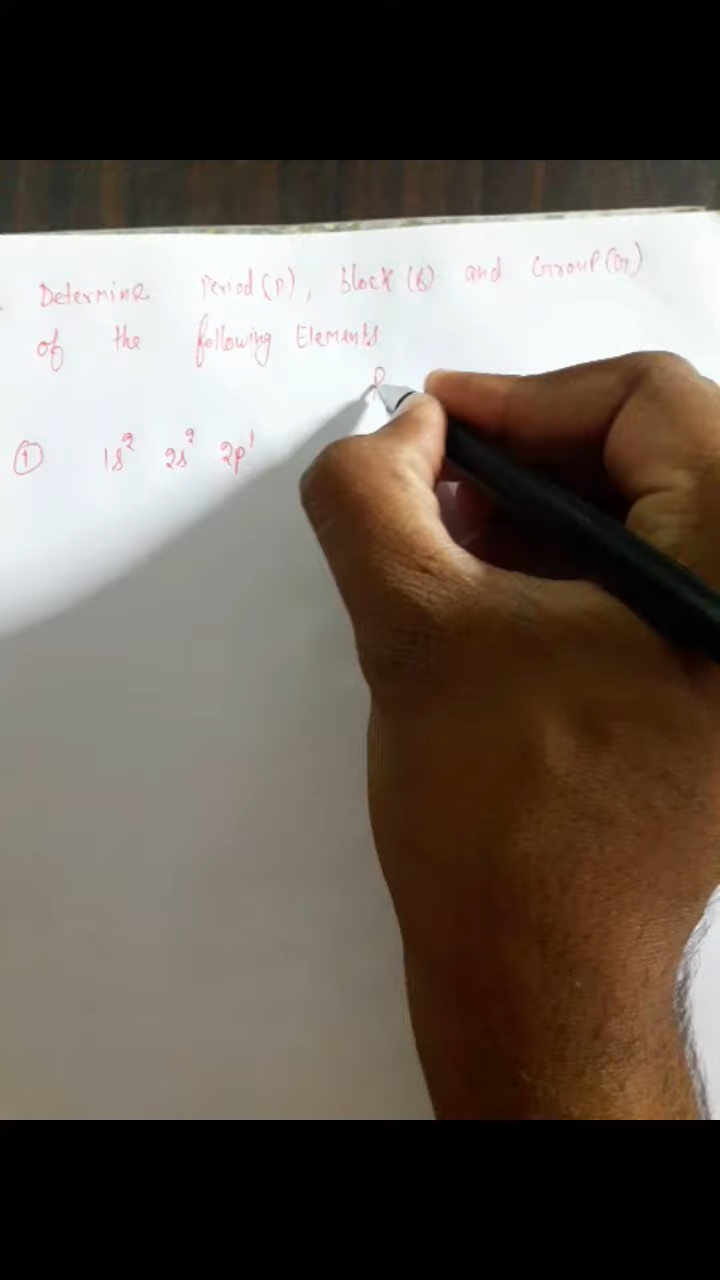 Determine Period (P), block (b) and Group (Gr)
of the following Elements
P
① 1s² 2s² 2p¹